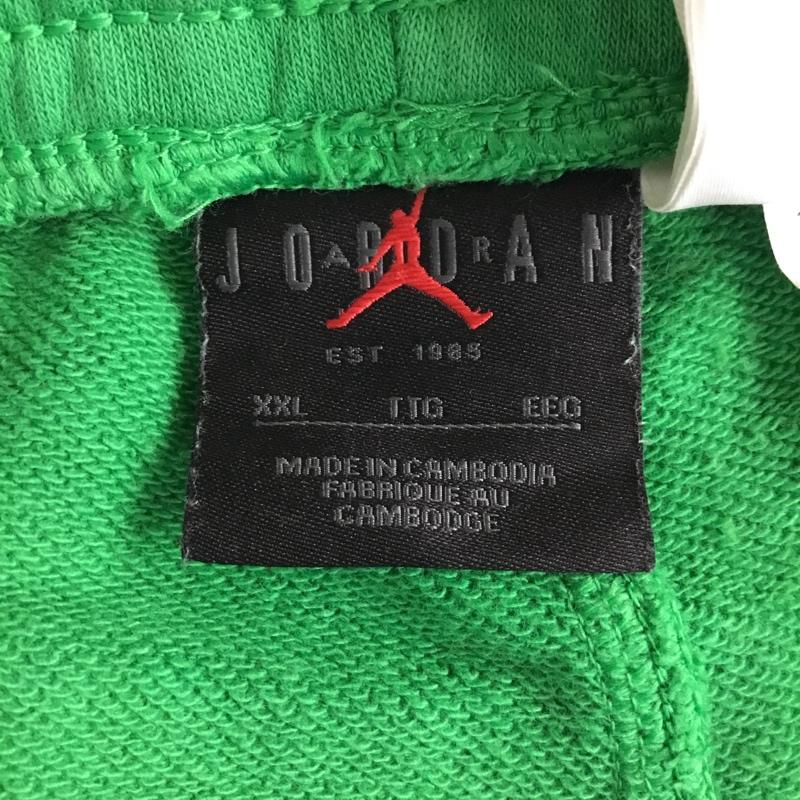 JORDAN
AIR
EST 1985
XXL TTG EEG
MADE IN CAMBODIA
FABRIQUE AU
CAMBODGE